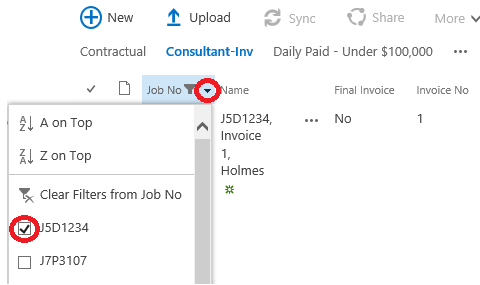 New Upload Sync Share More
Contractual Consultant-Inv Daily Paid - Under $100,000 ...
Job No Name Final Invoice Invoice No
J5D1234, ... No 1
Invoice
1,
Holmes
A on Top
Z on Top
Clear Filters from Job No
J5D1234
J7P3107